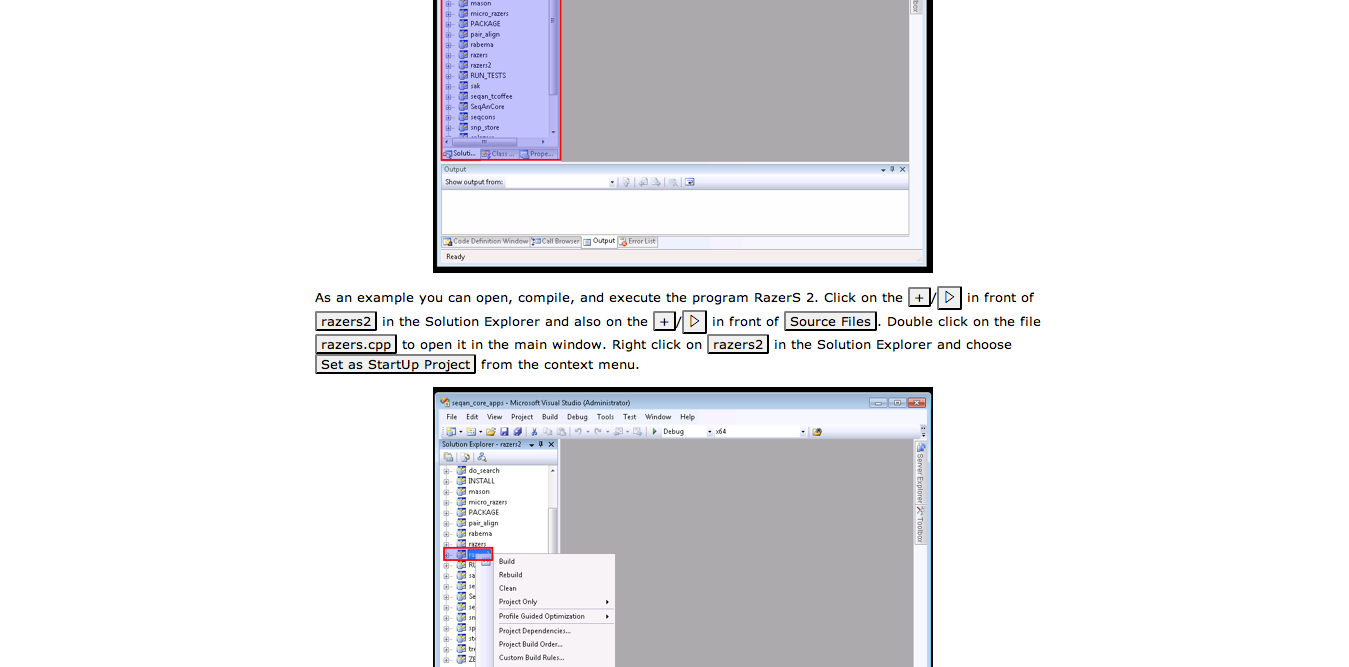 mason
micro_razers
PACKAGE
pair_align
rabema
razers
razers2
RUN_TESTS
sak
seqan_tcoffee
SeqAnCore
seqcons
snp_store
Soluti... Class ... Prope...
Output
Show output from:
Code Definition Window Call Browser Output Error List
Ready
As an example you can open, compile, and execute the program RazerS 2. Click on the +/▷ in front of
razers2 in the Solution Explorer and also on the +/▷ in front of Source Files. Double click on the file
razers.cpp to open it in the main window. Right click on razers2 in the Solution Explorer and choose
Set as StartUp Project from the context menu.
seqan_core_apps - Microsoft Visual Studio (Administrator)
File Edit View Project Build Debug Tools Test Window Help
Debug x64
Solution Explorer - razers2
do_search
INSTALL
mason
micro_razers
PACKAGE
pair_align
rabema
razers
Build
Rebuild
Clean
Project Only
Profile Guided Optimization
Project Dependencies...
Project Build Order...
Custom Build Rules...
Server Explorer
Toolbox